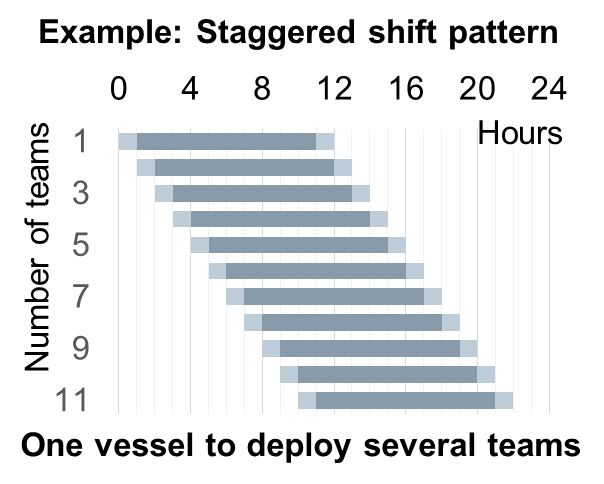 Example: Staggered shift pattern
0 4 8 12 16 20 24
Hours
Number of teams
1
3
5
7
9
11
One vessel to deploy several teams